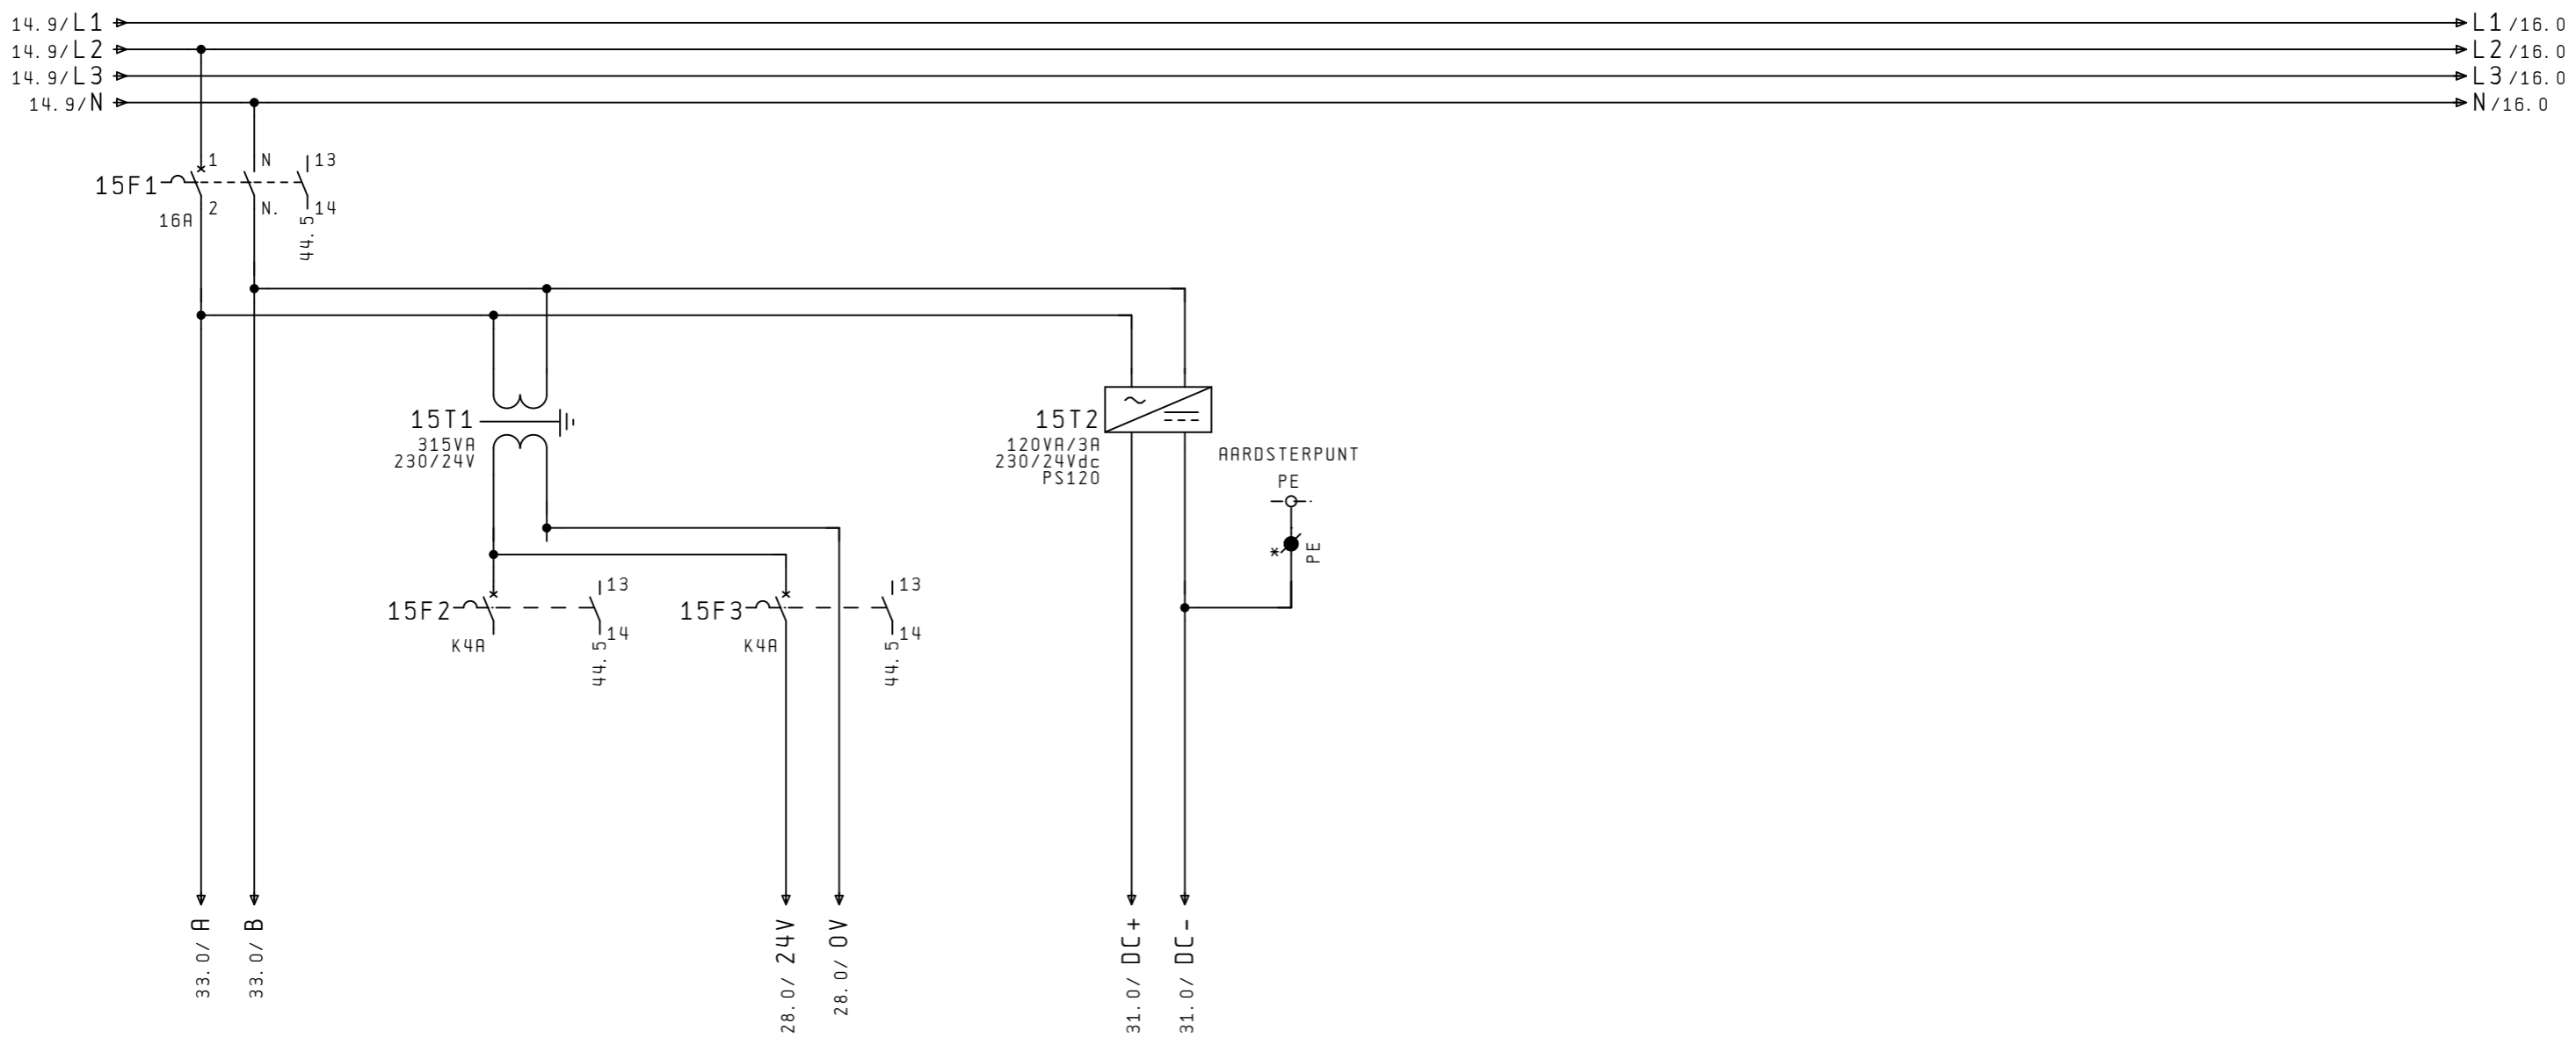 14.9/L1
L1/16.0
14.9/L2
L2/16.0
14.9/L3
L3/16.0
14.9/N
N/16.0
1
N
13
15F1
2
N.
14
16A
44.5
15T1
315VA
230/24V
15T2
120VA/3A
230/24Vdc
PS120
AARDSTERPUNT
PE
*
PE
13
13
15F2
15F3
14
14
K4A
K4A
44.5
44.5
33.0/ A
33.0/ B
28.0/ 24V
28.0/ 0V
31.0/ DC+
31.0/ DC-